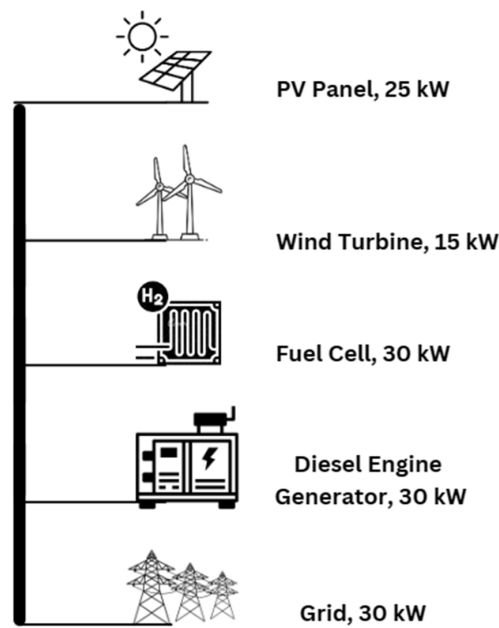 PV Panel, 25 kW
Wind Turbine, 15 kW
H2
Fuel Cell, 30 kW
Diesel Engine
Generator, 30 kW
Grid, 30 kW